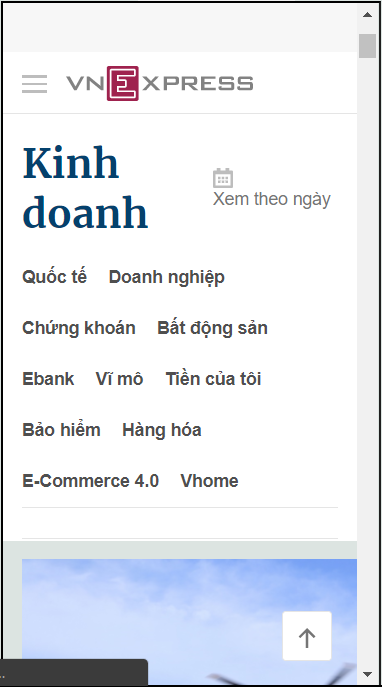 VNEXPRESS
Kinh
doanh
Xem theo ngày
Quốc tế Doanh nghiệp
Chứng khoán Bất động sản
Ebank Vĩ mô Tiền của tôi
Bảo hiểm Hàng hóa
E-Commerce 4.0 Vhome
..